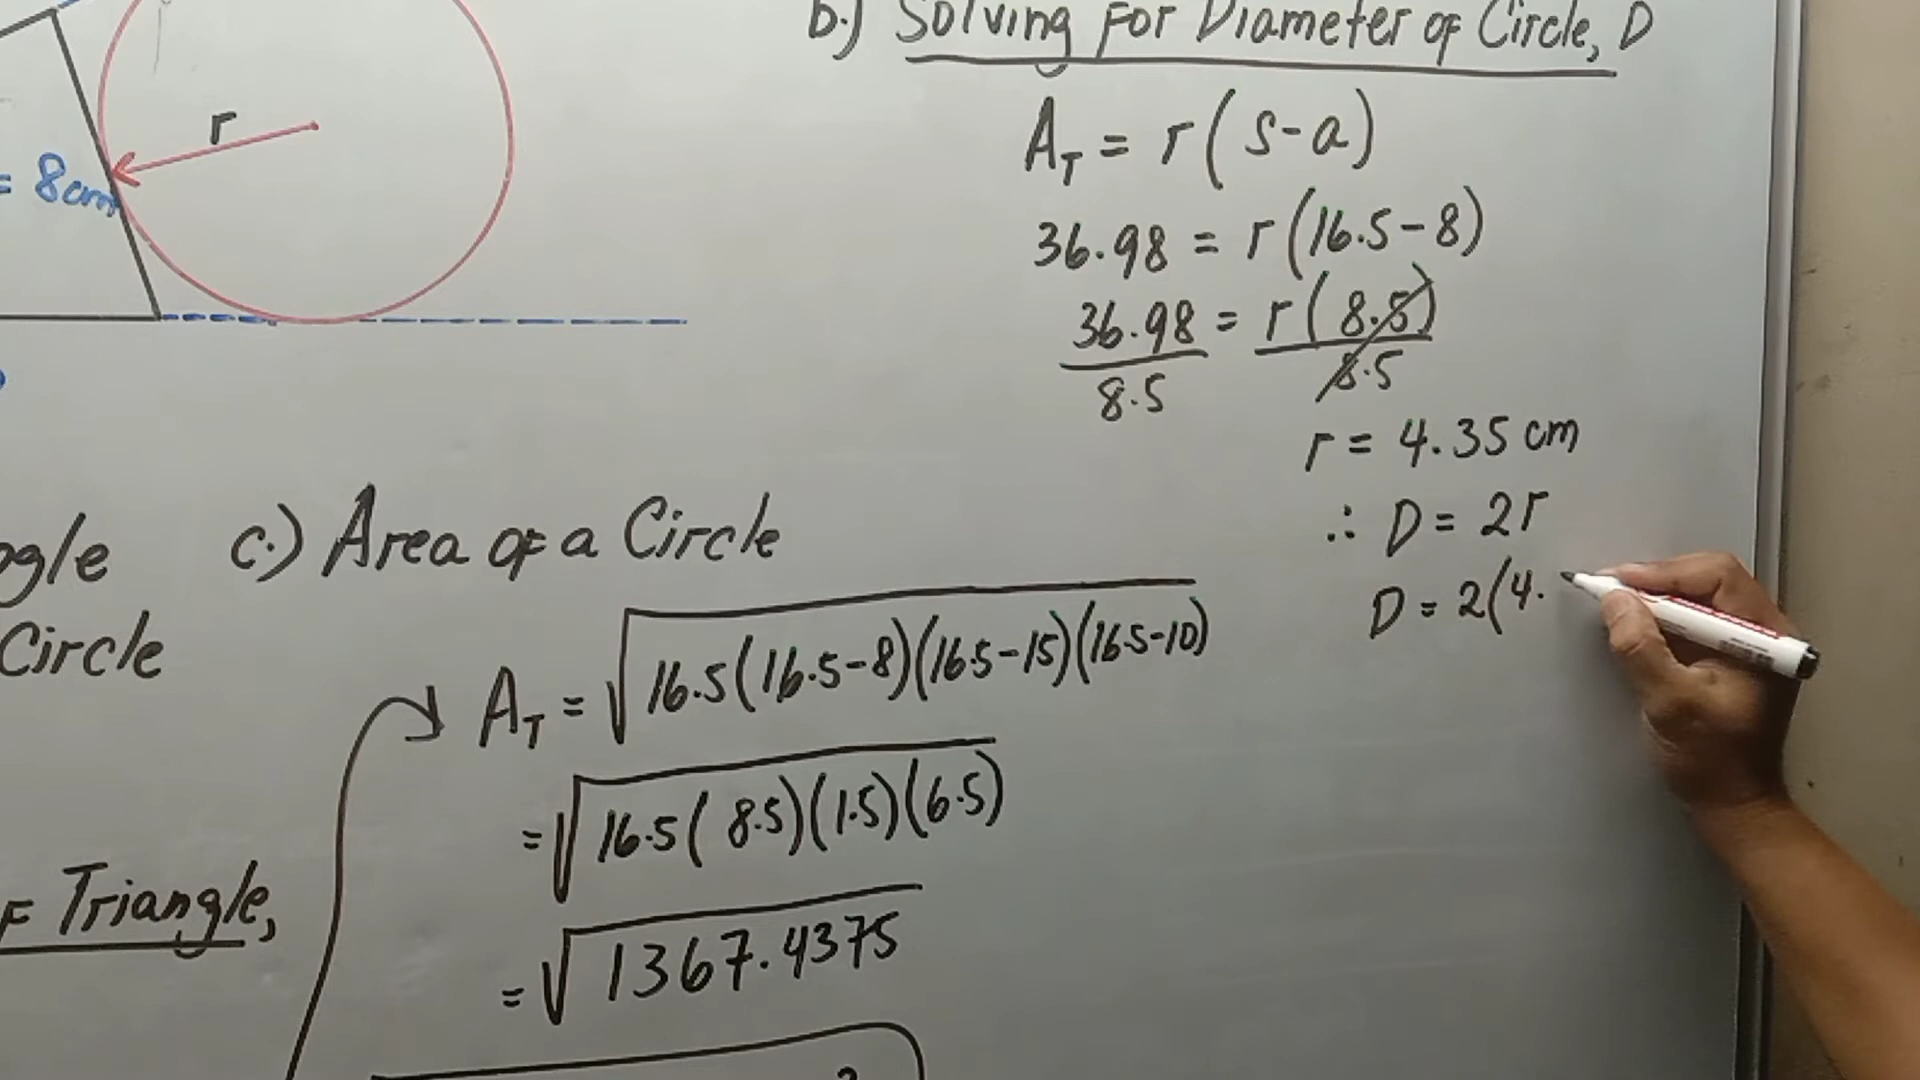 b.) Solving For Diameter of Circle, D
A_T = r(s-a)
36.98 = r(16.5-8)
36.98 = r(8.5)
8.5 8.5
r = 4.35 cm
∴ D = 2r
D = 2(4.
r
= 8cm
c.) Area of a Circle
Circle
A_T = √16.5(16.5-8)(16.5-15)(16.5-10)
= √16.5(8.5)(1.5)(6.5)
= √1367.4375
2
F Triangle,